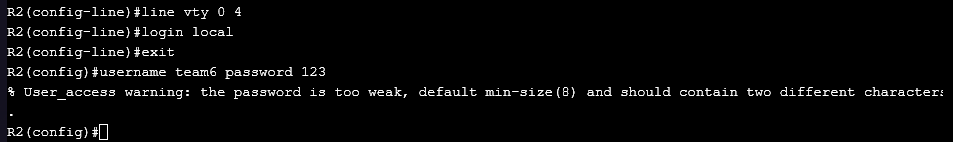 R2(config-line)#line vty 0 4
R2(config-line)#login local
R2(config-line)#exit
R2(config)#username team6 password 123
% User_access warning: the password is too weak, default min-size(8) and should contain two different characters
.
R2(config)#